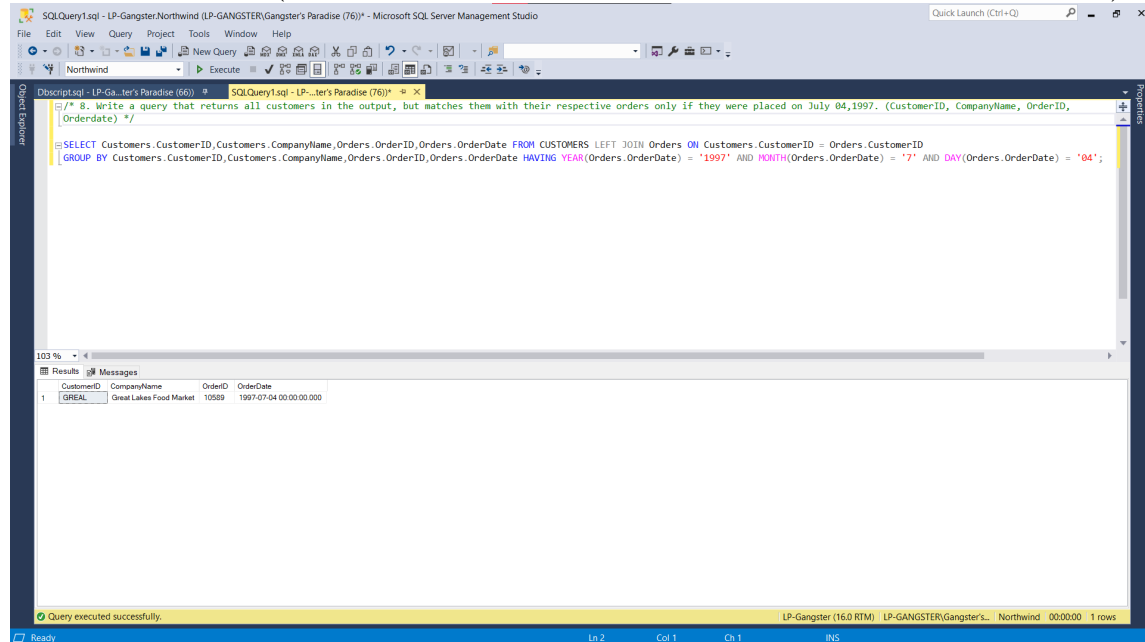 SQLQuery1.sql - LP-Gangster.Northwind (LP-GANGSTER\Gangster's Paradise (76))* - Microsoft SQL Server Management Studio
Quick Launch (Ctrl+Q)
File Edit View Query Project Tools Window Help
New Query
Northwind Execute
Object Explorer
Dbscript.sql - LP-Ga...ter's Paradise (66)) SQLQuery1.sql - LP-...ter's Paradise (76))*
Properties
/* 8. Write a query that returns all customers in the output, but matches them with their respective orders only if they were placed on July 04,1997. (CustomerID, CompanyName, OrderID,
Orderdate) */
SELECT Customers.CustomerID,Customers.CompanyName,Orders.OrderID,Orders.OrderDate FROM CUSTOMERS LEFT JOIN Orders ON Customers.CustomerID = Orders.CustomerID
GROUP BY Customers.CustomerID,Customers.CompanyName,Orders.OrderID,Orders.OrderDate HAVING YEAR(Orders.OrderDate) = '1997' AND MONTH(Orders.OrderDate) = '7' AND DAY(Orders.OrderDate) = '04';
103 %
Results Messages
CustomerID CompanyName OrderID OrderDate
1 GREAL Great Lakes Food Market 10589 1997-07-04 00:00:00.000
Query executed successfully. LP-Gangster (16.0 RTM) LP-GANGSTER\Gangster's... Northwind 00:00:00 1 rows
Ready Ln 2 Col 1 Ch 1 INS